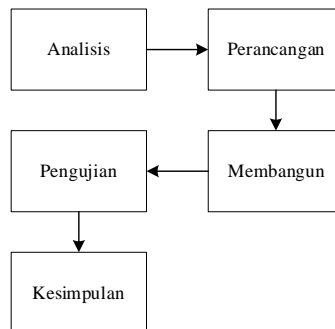 Analisis
Perancangan
Pengujian
Membangun
Kesimpulan